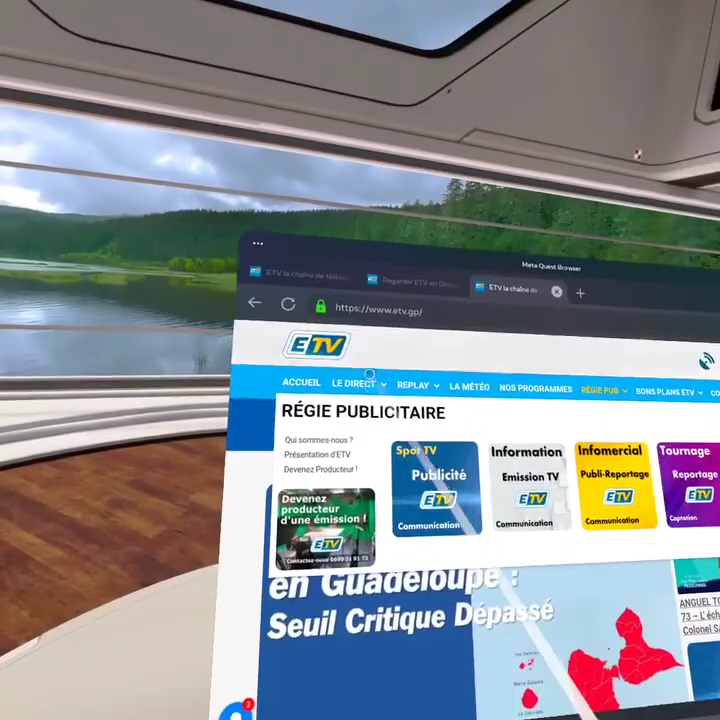 Meta Quest Browser
ETV la chaîne de
Regarder ETV en Direct
ETV la chaîne de
https://www.etv.gp/
ETV
ACCUEIL LE DIRECT REPLAY LA MÉTÉO NOS PROGRAMMES RÉGIE PUB BONS PLANS ETV
RÉGIE PUBLICITAIRE
Qui sommes-nous ?
Présentation d'ETV
Devenez Producteur !
Devenez
producteur
d'une émission !
ETV
Spot TV
Publicité
ETV
Communication
Information
Emission TV
ETV
Communication
Infomercial
Publi-Reportage
ETV
Communication
Tournage
Reportage
ETV
Captation
en Guadeloupe :
Seuil Critique Dépassé
Marie-Galante
ANGUEL TO
73 – L'éch
Colonel SA
3